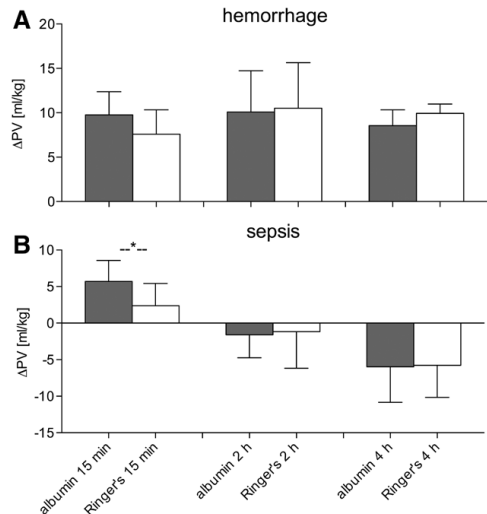 A
hemorrhage
20
15
10
5
0
ΔPV [ml/kg]
B
sepsis
10
5
0
-5
-10
-15
ΔPV [ml/kg]
*
albumin 15 min
Ringer's 15 min
albumin 2 h
Ringer's 2 h
albumin 4 h
Ringer's 4 h